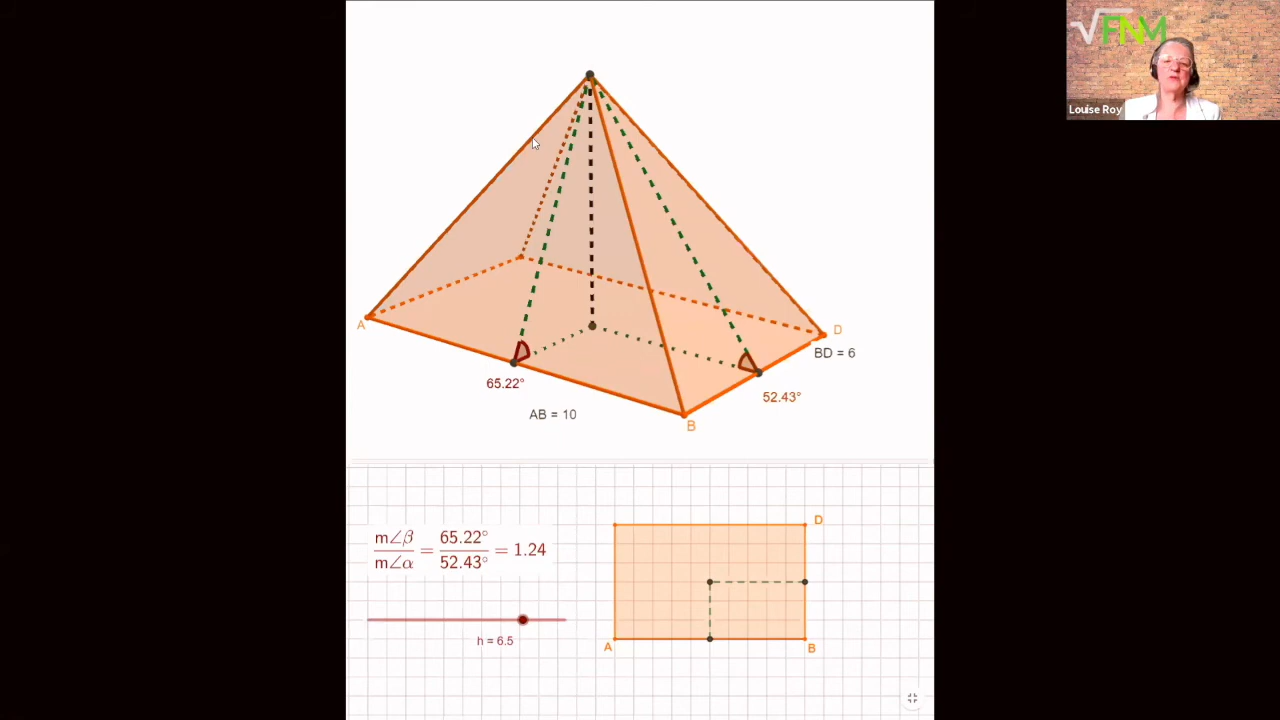 √FNM
Louise Roy
A
D
BD = 6
65.22°
52.43°
AB = 10
B
m∠β / m∠α = 65.22° / 52.43° = 1.24
h = 6.5
D
A
B